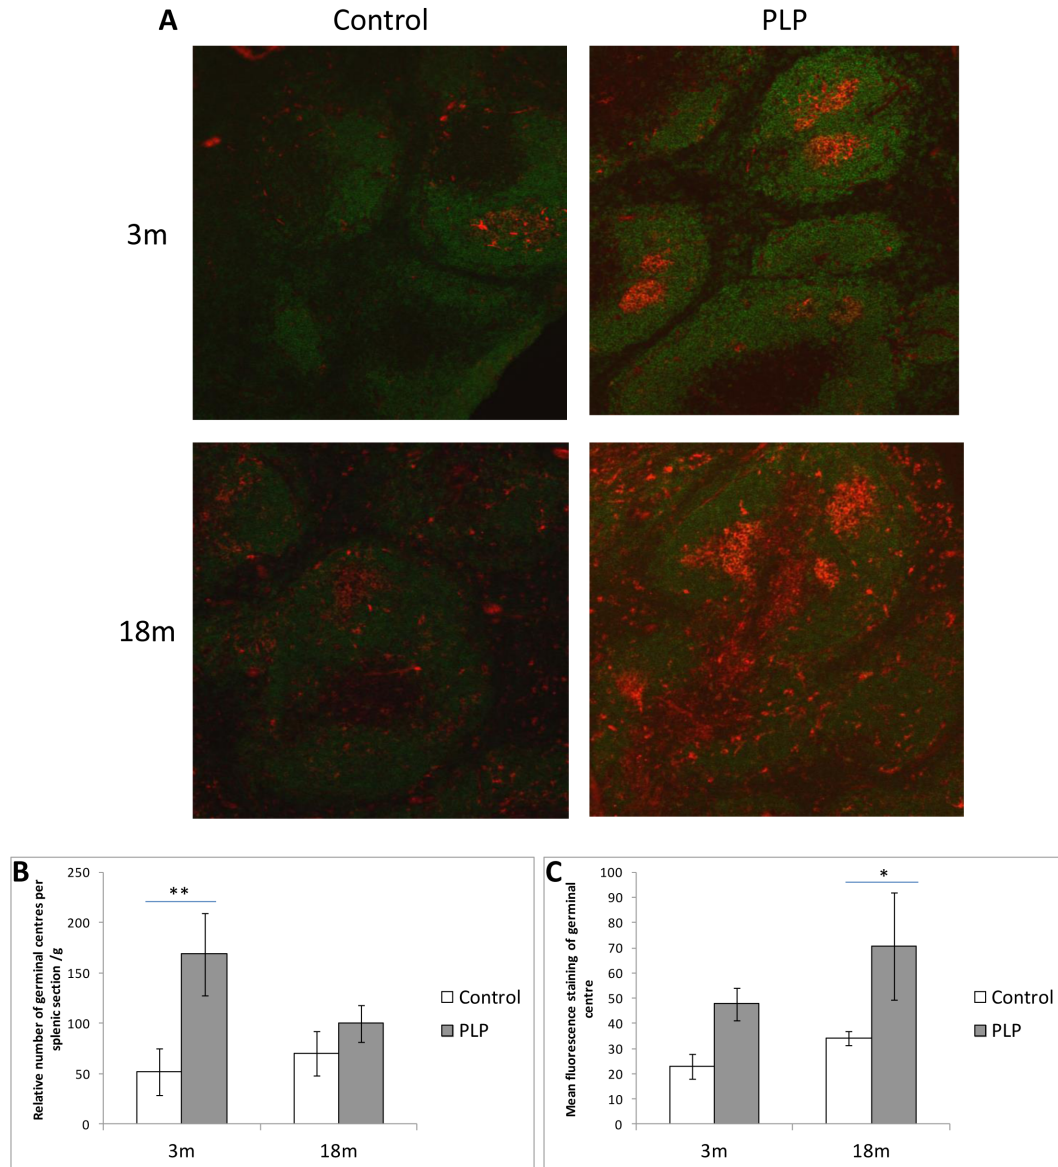 A
Control
PLP
3m
18m
B
Relative number of germinal centres per
splenic section /g
250
200
150
100
50
0
**
3m
18m
Control
PLP
C
Mean fluorescence staining of germinal
centre
100
90
80
70
60
50
40
30
20
10
0
*
3m
18m
Control
PLP